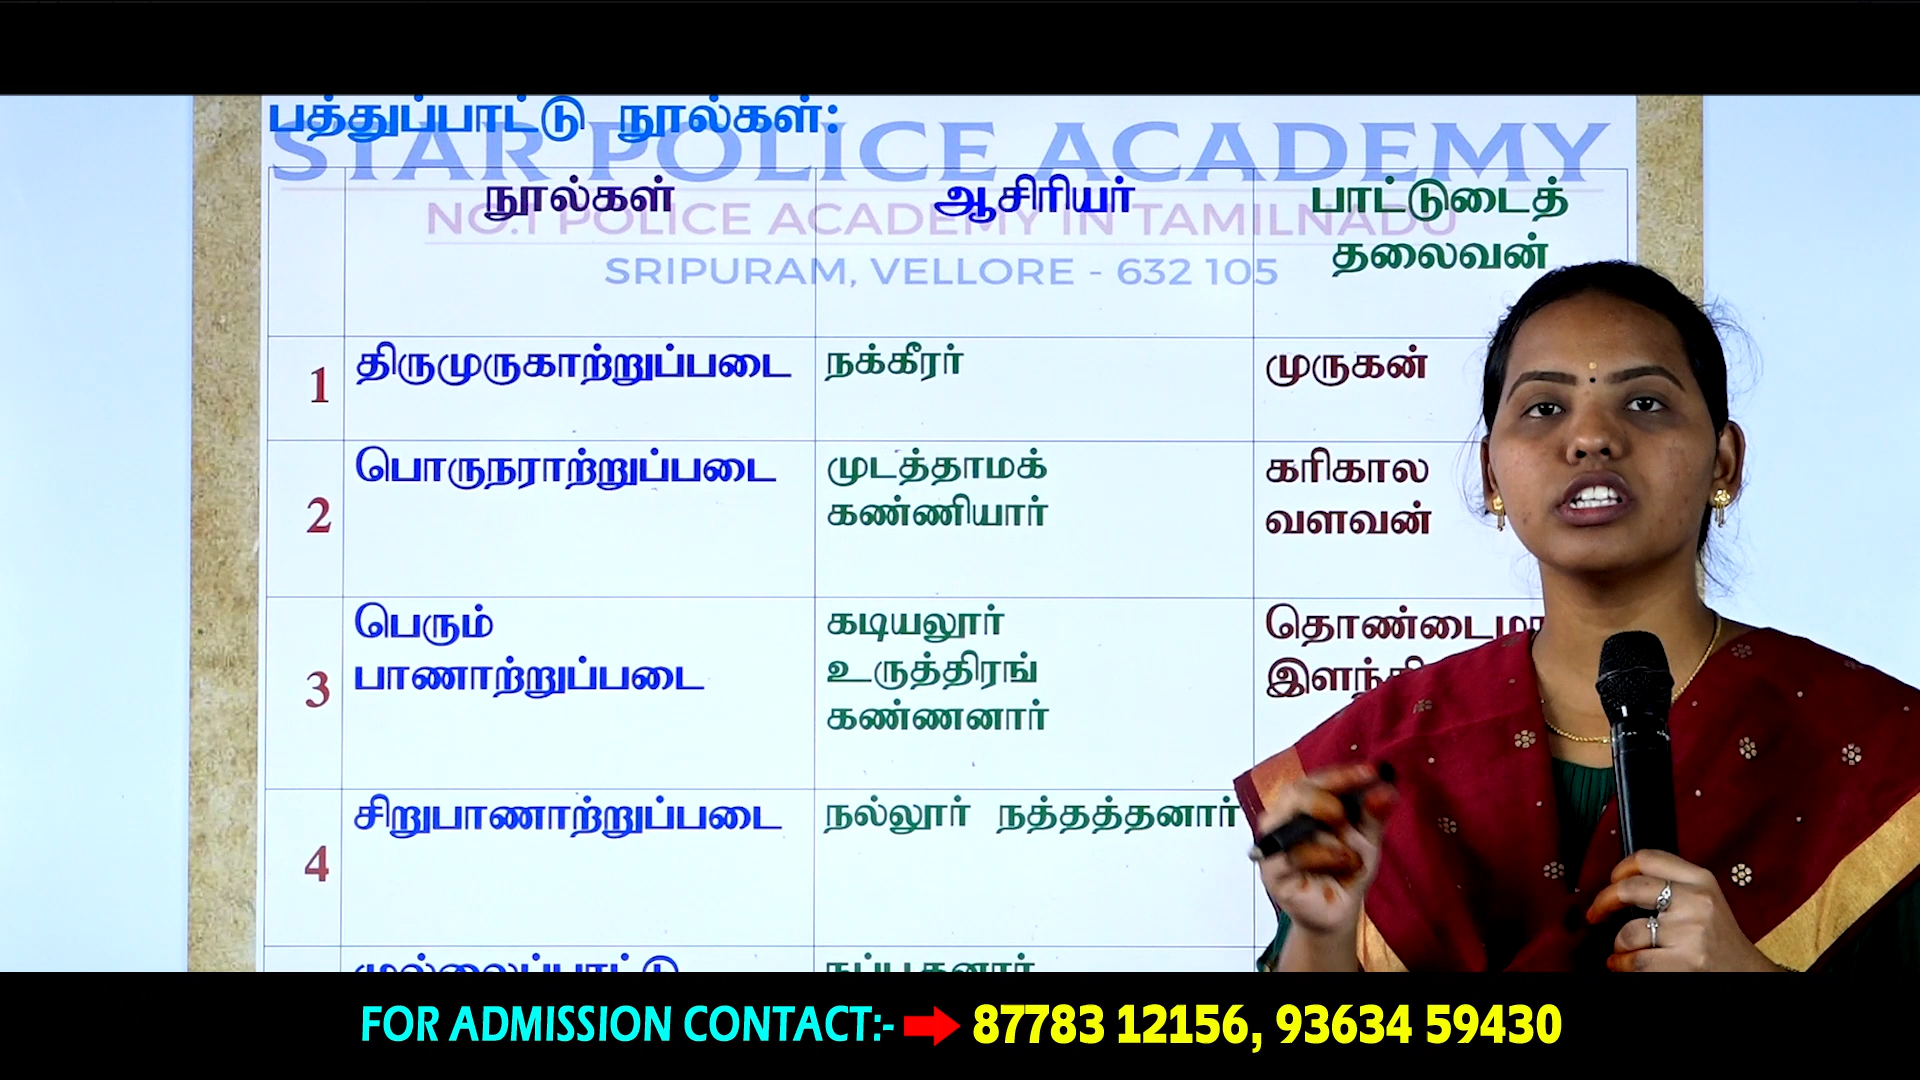 பத்துப்பாட்டு நூல்கள்:
STAR POLICE ACADEMY
NO.1 POLICE ACADEMY IN TAMILNADU
SRIPURAM, VELLORE - 632 105
நூல்கள் ஆசிரியர் பாட்டுடைத்
தலைவன்
1 திருமுருகாற்றுப்படை நக்கீரர் முருகன்
2 பொருநராற்றுப்படை முடத்தாமக்
கண்ணியார்
கரிகால
வளவன்
3 பெரும்
பாணாற்றுப்படை
கடியலூர்
உருத்திரங்
கண்ணனார்
4 சிறுபாணாற்றுப்படை நல்லூர் நத்தத்தனார்
முல்லைப்பாட்டு நப்பூதனார்
FOR ADMISSION CONTACT:- 87783 12156, 93634 59430